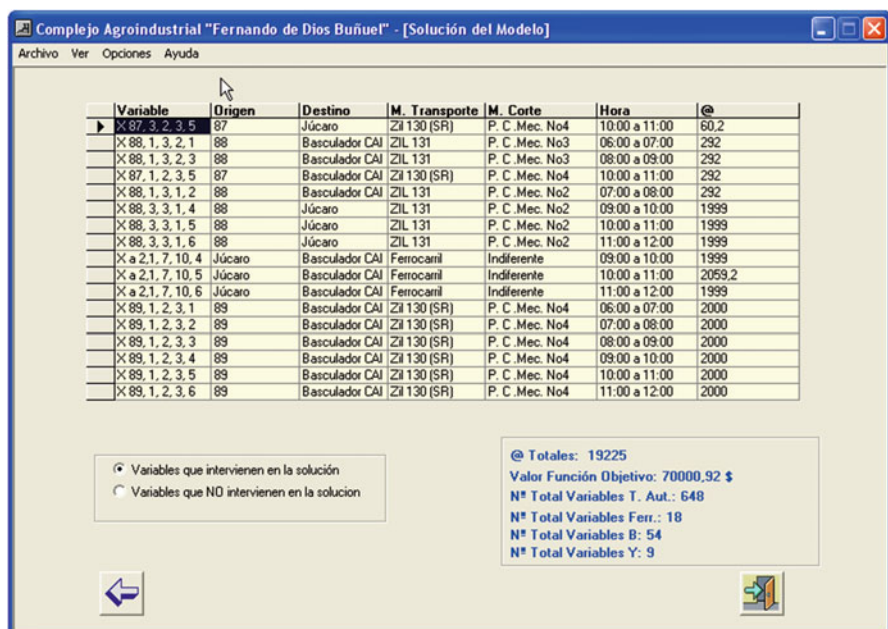 Complejo Agroindustrial "Fernando de Dios Buñuel" - [Solución del Modelo]
Archivo Ver Opciones Ayuda
Variable Origen Destino M. Transporte M. Corte Hora @
X 87, 3, 2, 3, 5 87 Júcaro Zil 130 (SR) P. C .Mec. No4 10:00 a 11:00 60,2
X 88, 1, 3, 2, 1 88 Basculador CAI ZIL 131 P. C .Mec. No3 06:00 a 07:00 292
X 88, 1, 3, 2, 3 88 Basculador CAI ZIL 131 P. C .Mec. No3 08:00 a 09:00 292
X 87, 1, 2, 3, 5 87 Basculador CAI Zil 130 (SR) P. C .Mec. No4 10:00 a 11:00 292
X 88, 1, 3, 1, 2 88 Basculador CAI ZIL 131 P. C .Mec. No2 07:00 a 08:00 292
X 88, 3, 3, 1, 4 88 Júcaro ZIL 131 P. C .Mec. No2 09:00 a 10:00 1999
X 88, 3, 3, 1, 5 88 Júcaro ZIL 131 P. C .Mec. No2 10:00 a 11:00 1999
X 88, 3, 3, 1, 6 88 Júcaro ZIL 131 P. C .Mec. No2 11:00 a 12:00 1999
X a 2,1, 7, 10, 4 Júcaro Basculador CAI Ferrocarril Indiferente 09:00 a 10:00 1999
X a 2,1, 7, 10, 5 Júcaro Basculador CAI Ferrocarril Indiferente 10:00 a 11:00 2059,2
X a 2,1, 7, 10, 6 Júcaro Basculador CAI Ferrocarril Indiferente 11:00 a 12:00 1999
X 89, 1, 2, 3, 1 89 Basculador CAI Zil 130 (SR) P. C .Mec. No4 06:00 a 07:00 2000
X 89, 1, 2, 3, 2 89 Basculador CAI Zil 130 (SR) P. C .Mec. No4 07:00 a 08:00 2000
X 89, 1, 2, 3, 3 89 Basculador CAI Zil 130 (SR) P. C .Mec. No4 08:00 a 09:00 2000
X 89, 1, 2, 3, 4 89 Basculador CAI Zil 130 (SR) P. C .Mec. No4 09:00 a 10:00 2000
X 89, 1, 2, 3, 5 89 Basculador CAI Zil 130 (SR) P. C .Mec. No4 10:00 a 11:00 2000
X 89, 1, 2, 3, 6 89 Basculador CAI Zil 130 (SR) P. C .Mec. No4 11:00 a 12:00 2000
Variables que intervienen en la solución
Variables que NO intervienen en la solucion
@ Totales: 19225
Valor Función Objetivo: 70000,92 $
Nº Total Variables T. Aut.: 648
Nº Total Variables Ferr.: 18
Nº Total Variables B: 54
Nº Total Variables Y: 9